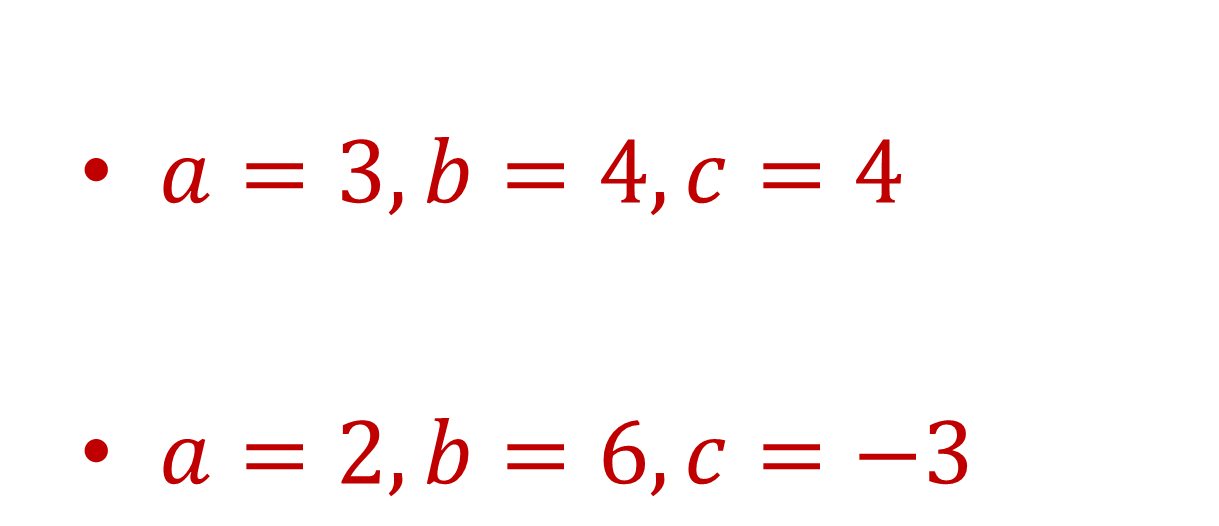 • a = 3, b = 4, c = 4
• a = 2, b = 6, c = −3